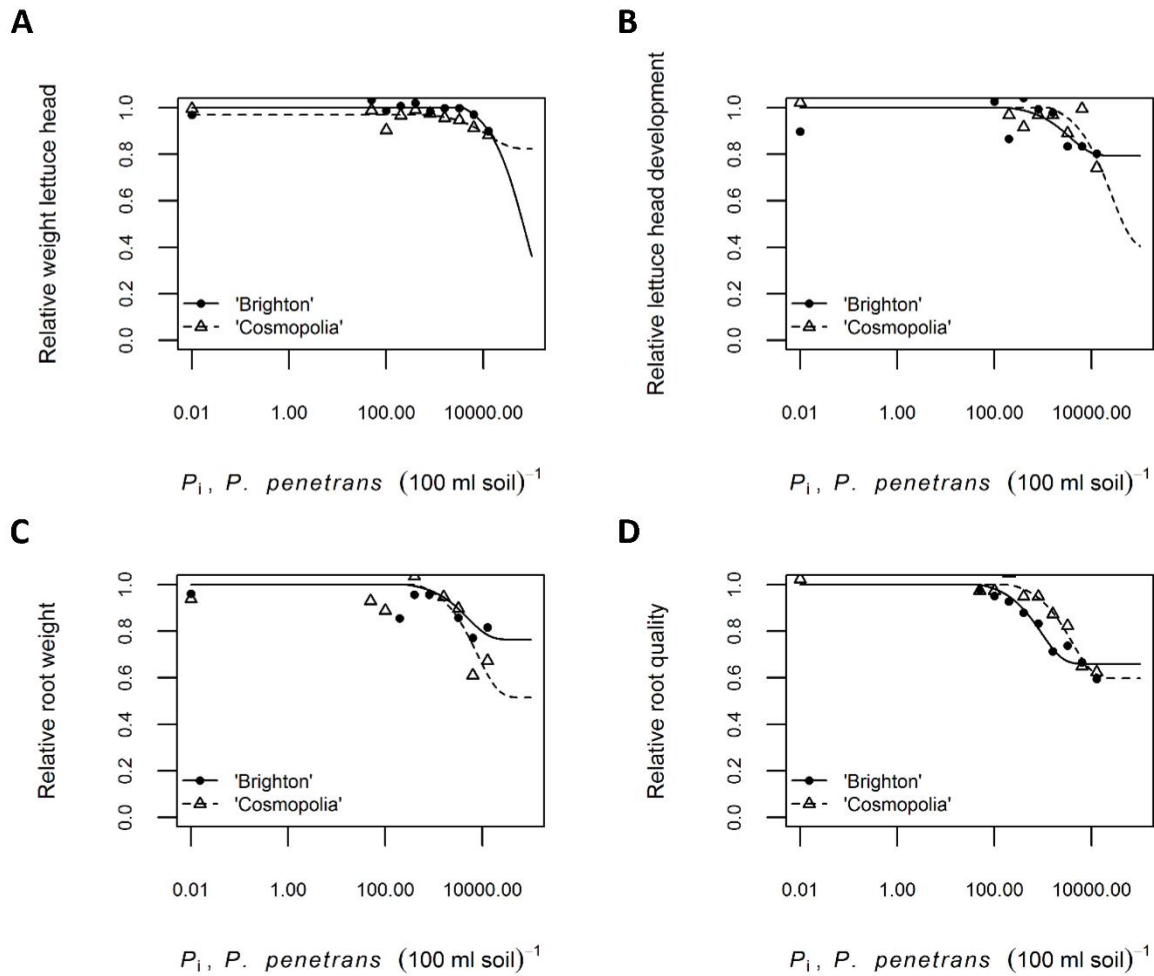 A
Relative weight lettuce head
1.0
0.8
0.6
0.4
0.2
0.0
'Brighton'
'Cosmopolia'
0.01 1.00 100.00 10000.00
Pi, P. penetrans (100 ml soil)⁻¹
B
Relative lettuce head development
1.0
0.8
0.6
0.4
0.2
0.0
'Brighton'
'Cosmopolia'
0.01 1.00 100.00 10000.00
Pi, P. penetrans (100 ml soil)⁻¹
C
Relative root weight
1.0
0.8
0.6
0.4
0.2
0.0
'Brighton'
'Cosmopolia'
0.01 1.00 100.00 10000.00
Pi, P. penetrans (100 ml soil)⁻¹
D
Relative root quality
1.0
0.8
0.6
0.4
0.2
0.0
'Brighton'
'Cosmopolia'
0.01 1.00 100.00 10000.00
Pi, P. penetrans (100 ml soil)⁻¹